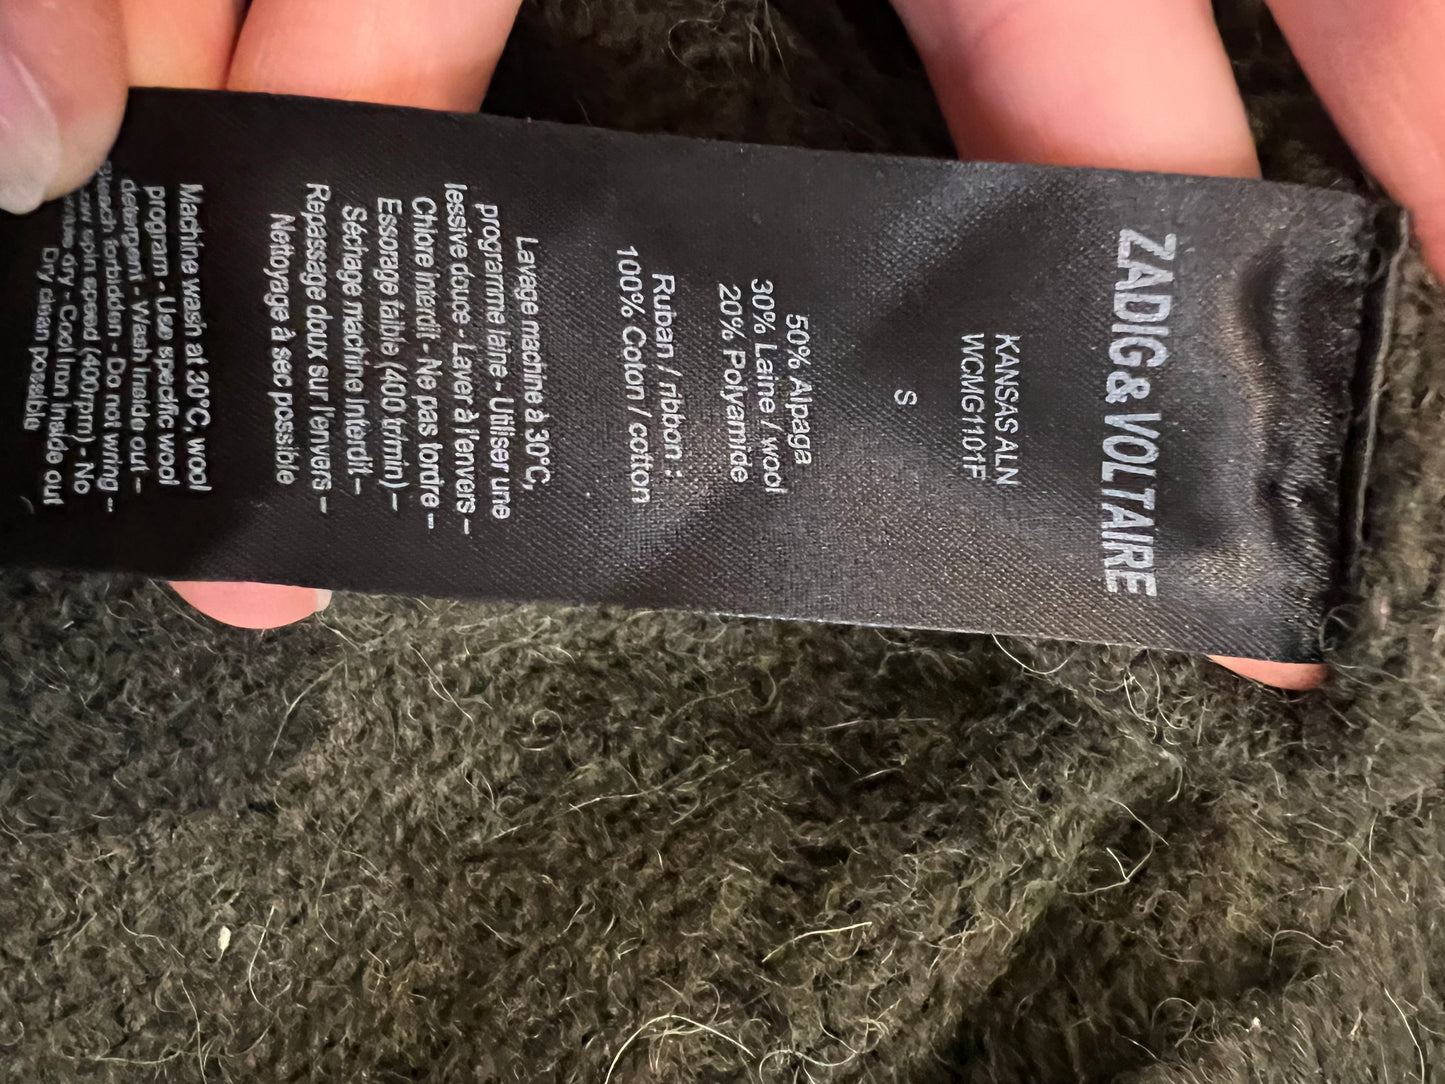 ZADIG&VOLTAIRE
KANSAS ALN
WCMG1101F
S
50% Alpaga
30% Laine / wool
20% Polyamide
Ruban / ribbon :
100% Coton / cotton
Lavage machine à 30°C,
programme laine - Utiliser une
lessive douce - Laver à l'envers –
Chlore interdit - Ne pas tordre –
Essorage faible (400 tr/min) –
Séchage machine interdit –
Repassage doux sur l'envers –
Nettoyage à sec possible
Machine wash at 30°C, wool
program - Use specific wool
detergent - Wash inside out –
bleach forbidden - Do not wring –
spin speed (400rpm) - No
dry - Cool iron inside out
Dry clean possible